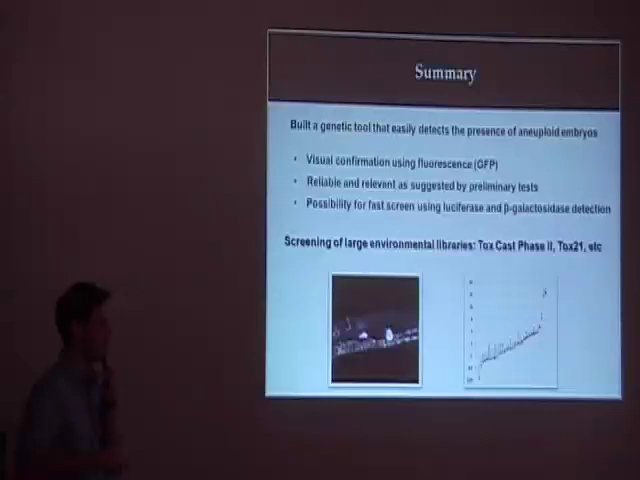 Summary
Built a genetic tool that easily detects the presence of aneuploid embryos
• Visual confirmation using fluorescence (GFP)
• Reliable and relevant as suggested by preliminary tests
• Possibility for fast screen using luciferase and β-galactosidase detection
Screening of large environmental libraries: Tox Cast Phase II, Tox21, etc